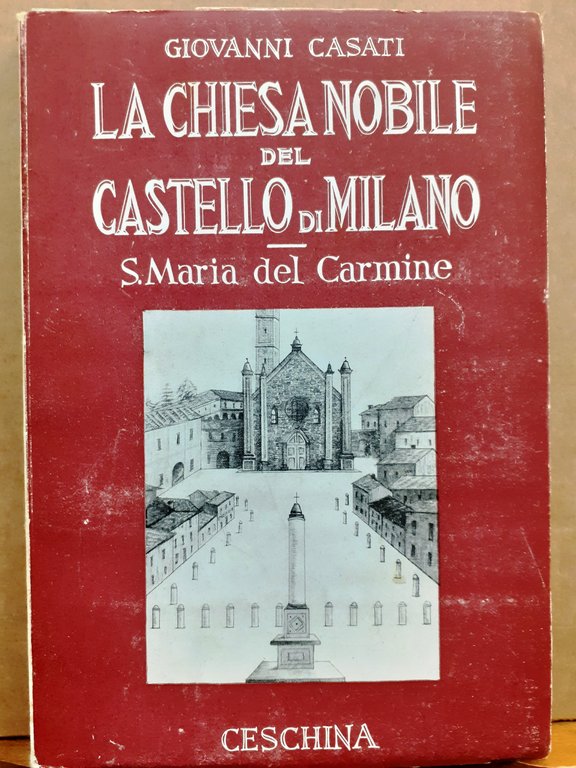 GIOVANNI CASATI
LA CHIESA NOBILE
DEL
CASTELLO DI MILANO
S. Maria del Carmine
CESCHINA